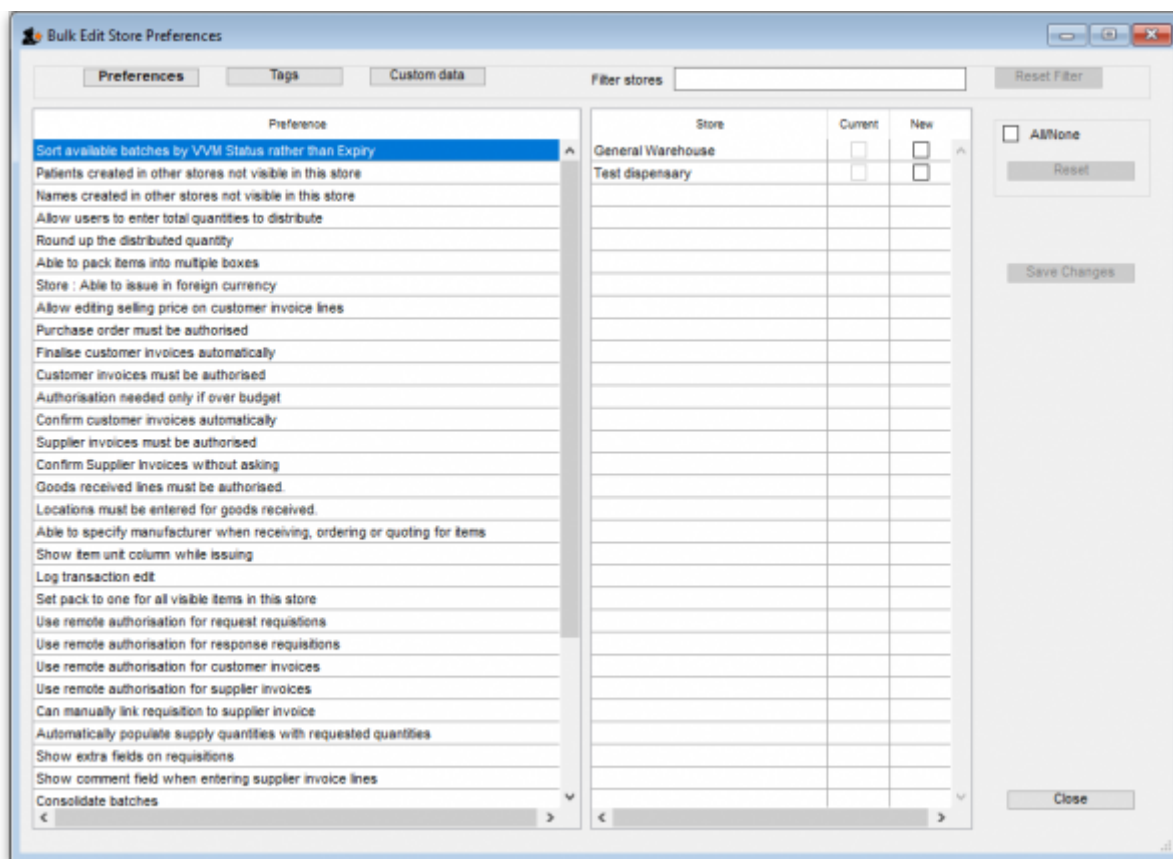 Bulk Edit Store Preferences
Preferences Tags Custom data Filter stores Reset Filter
Preference Store Current New
All/None
Sort available batches by VVM Status rather than Expiry General Warehouse
Patients created in other stores not visible in this store Test dispensary Reset
Names created in other stores not visible in this store
Allow users to enter total quantities to distribute
Round up the distributed quantity
Able to pack items into multiple boxes
Save Changes
Store : Able to issue in foreign currency
Allow editing selling price on customer invoice lines
Purchase order must be authorised
Finalise customer invoices automatically
Customer invoices must be authorised
Authorisation needed only if over budget
Confirm customer invoices automatically
Supplier invoices must be authorised
Confirm Supplier Invoices without asking
Goods received lines must be authorised.
Locations must be entered for goods received.
Able to specify manufacturer when receiving, ordering or quoting for items
Show item unit column while issuing
Log transaction edit
Set pack to one for all visible items in this store
Use remote authorisation for request requistions
Use remote authorisation for response requisitions
Use remote authorisation for customer invoices
Use remote authorisation for supplier invoices
Can manually link requisition to supplier invoice
Automatically populate supply quantities with requested quantities
Show extra fields on requisitions
Show comment field when entering supplier invoice lines
Consolidate batches Close